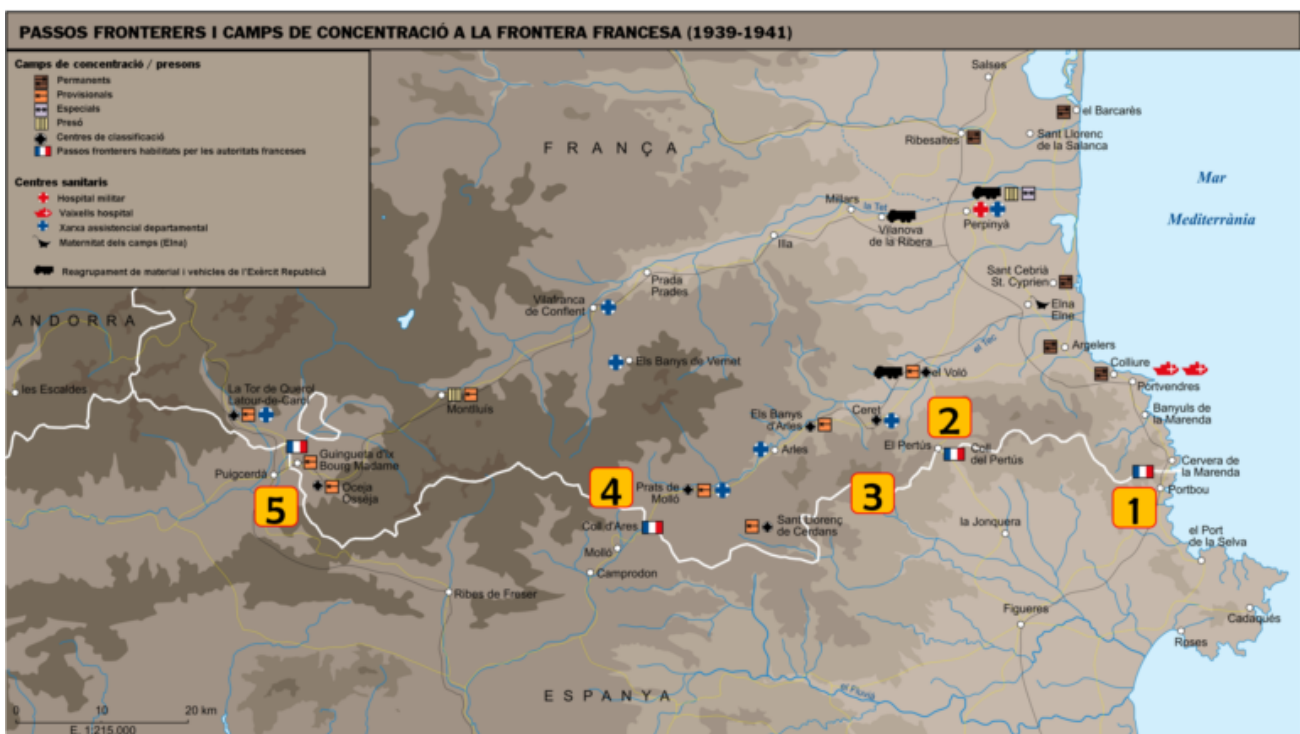 PASSOS FRONTERERS I CAMPS DE CONCENTRACIÓ A LA FRONTERA FRANCESA (1939-1941)
Camps de concentració / presons
Permanents
Provisionals
Especials
Presó
Centres de classificació
Passos fronterers habilitats per les autoritats franceses
Centres sanitaris
Hospital militar
Vaixells hospital
Xarxa assistencial departamental
Maternitat dels camps (Elna)
Reagrupament de material i vehicles de l'Exèrcit Republicà
FRANÇA
Salses
el Barcarès
Ribesaltes
Sant Llorenc
de la Salanca
Mar
Mediterrània
Millars
la Tet
Vilanova
de la Ribera
Perpinyà
Illa
Prada
Prades
Sant Cebrià
St. Cyprien
Vilafranca
de Conflent
Elna
Elne
ANDORRA
el Tec
Argelers
Els Banys de Vernet
les Escaldes
La Tor de Querol
Latour-de-Carol
Montlluís
el Voló
Colliure
Portvendres
Banyuls de
la Marenda
Els Banys
d'Arles
Ceret
2
El Pertús
Coll
del Pertús
Arles
Guingueta d'Ix
Bourg Madame
Puigcerdà
Oceja
Osséja
5
4
Prats de
Molló
3
Cervera de
la Marenda
Portbou
1
Coll d'Ares
Sant Llorenç
de Cerdans
la Jonquera
Molló
Camprodon
el Port
de la Selva
Ribes de Freser
Figueres
Cadaqués
Roses
ESPANYA
el Fluvià
0 10 20 km
E. 1:215.000